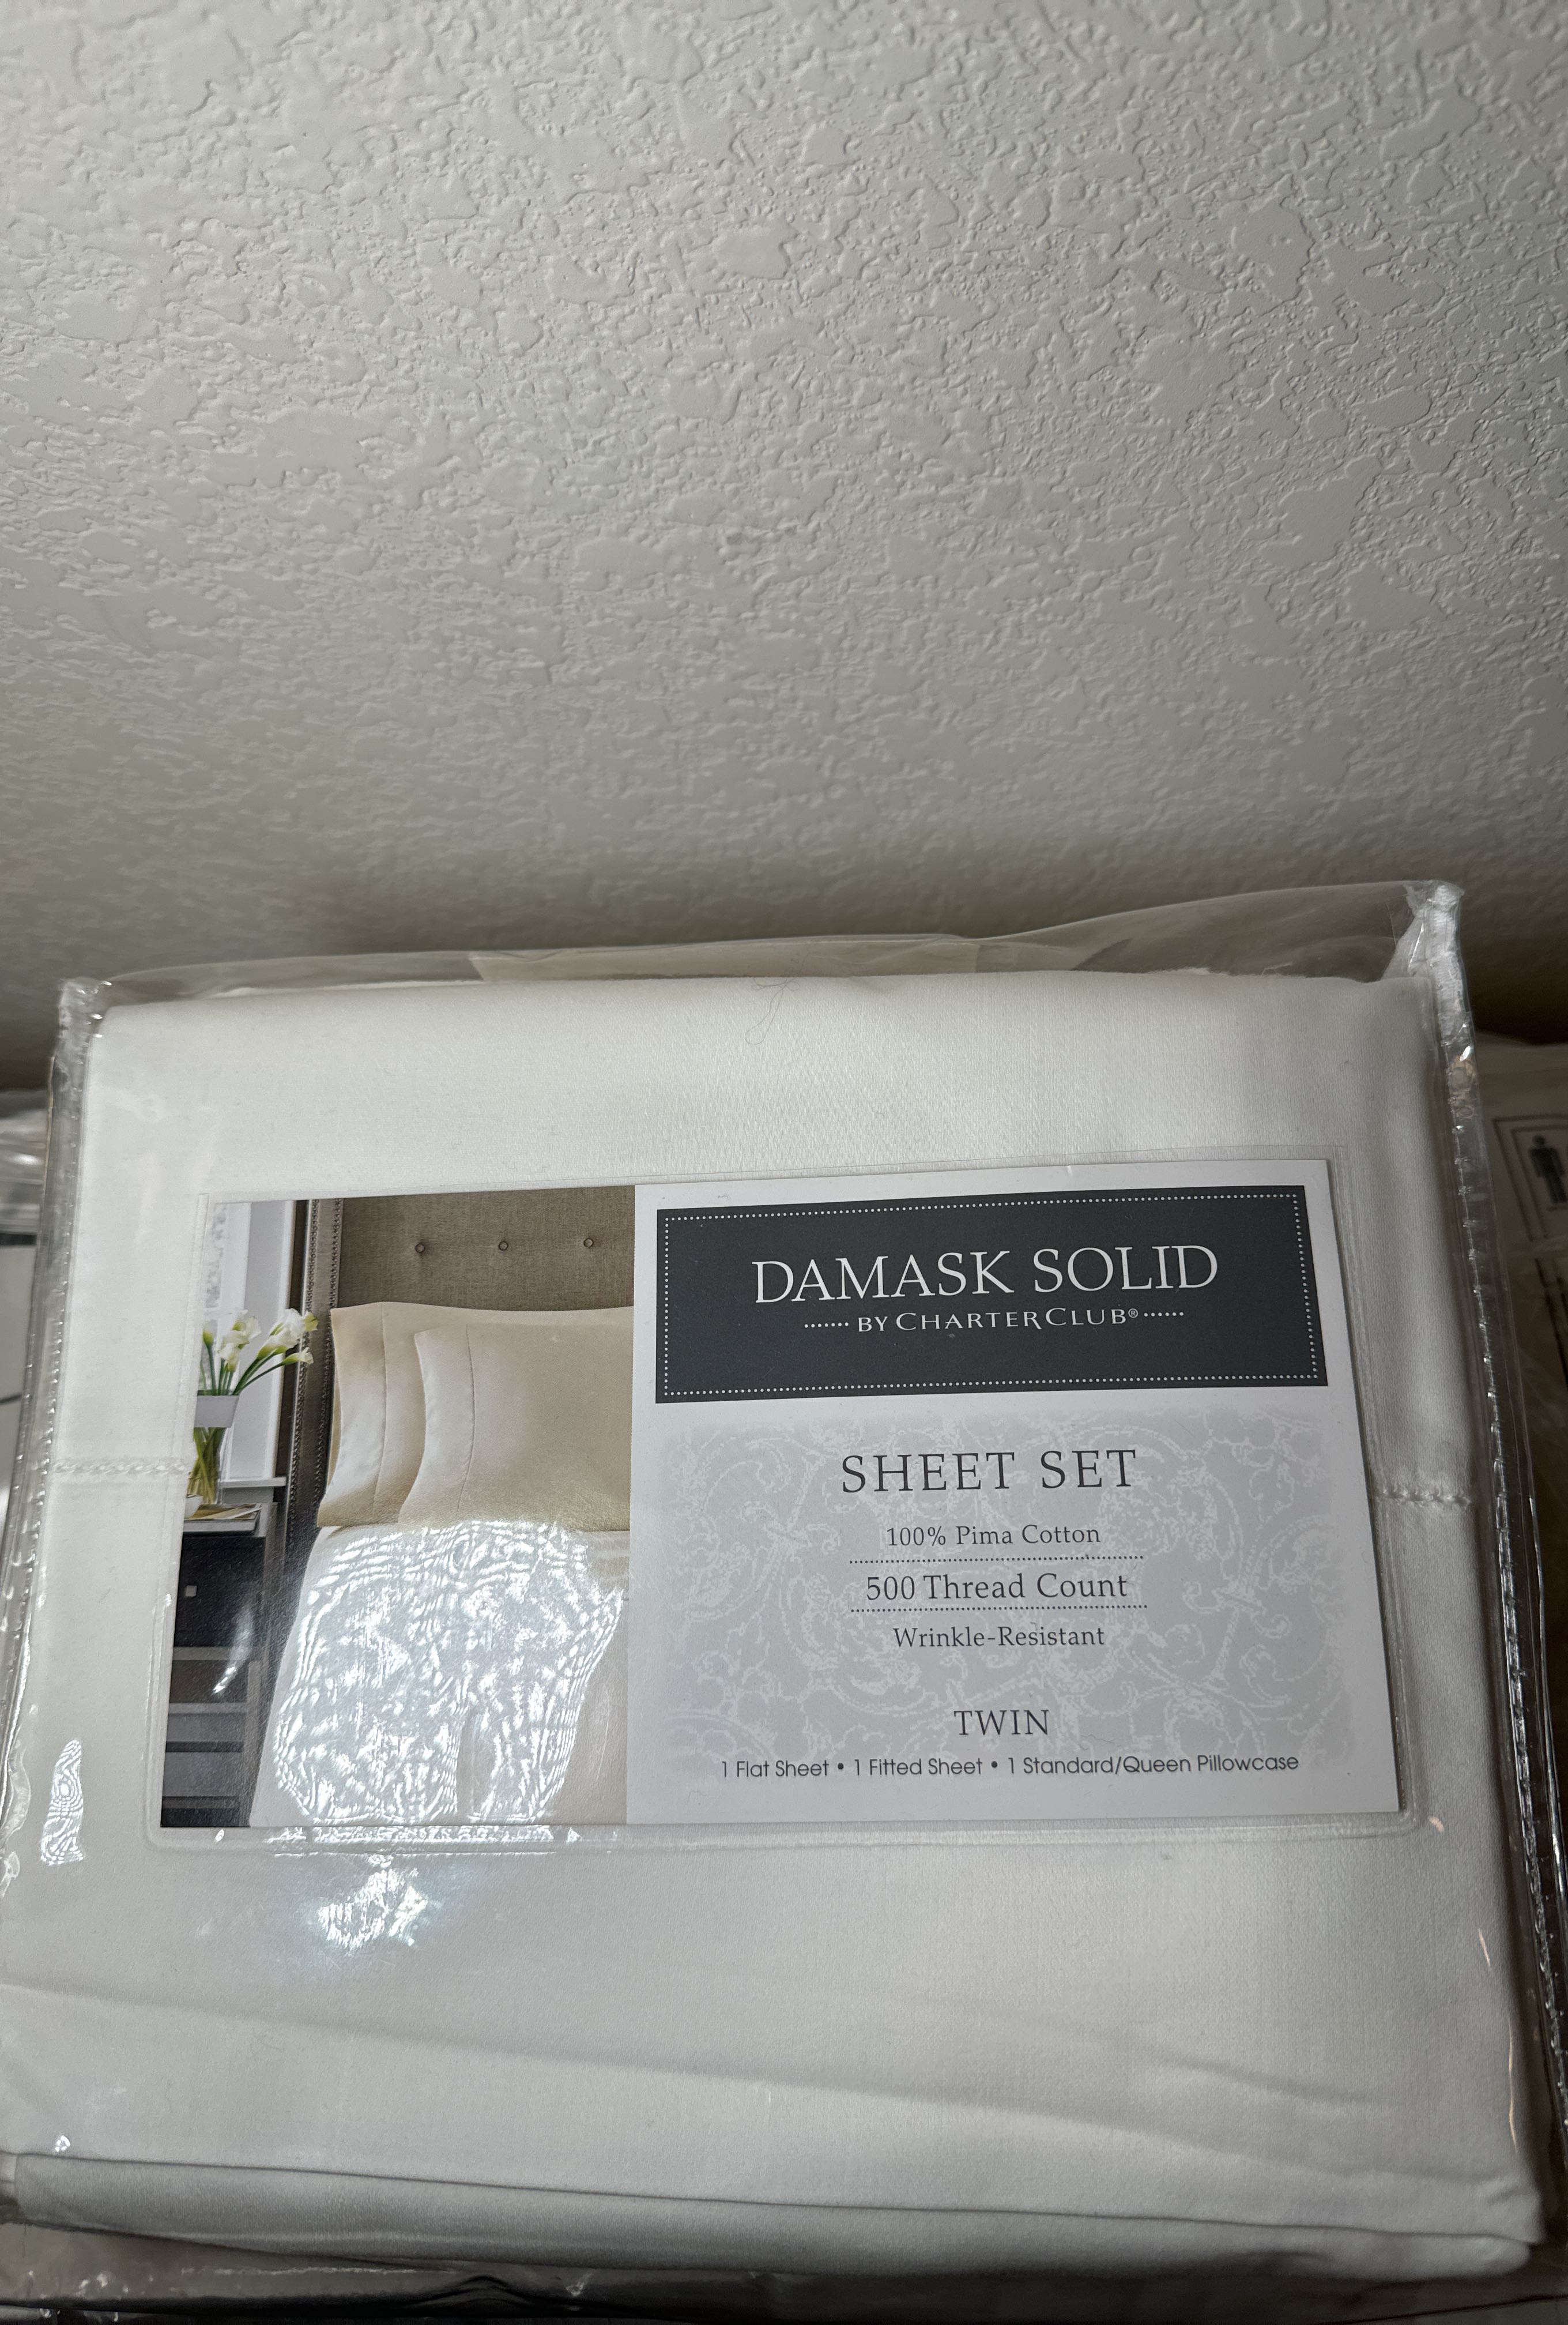 DAMASK SOLID
BY CHARTER CLUB®
SHEET SET
100% Pima Cotton
500 Thread Count
Wrinkle-Resistant
TWIN
1 Flat Sheet • 1 Fitted Sheet • 1 Standard/Queen Pillowcase